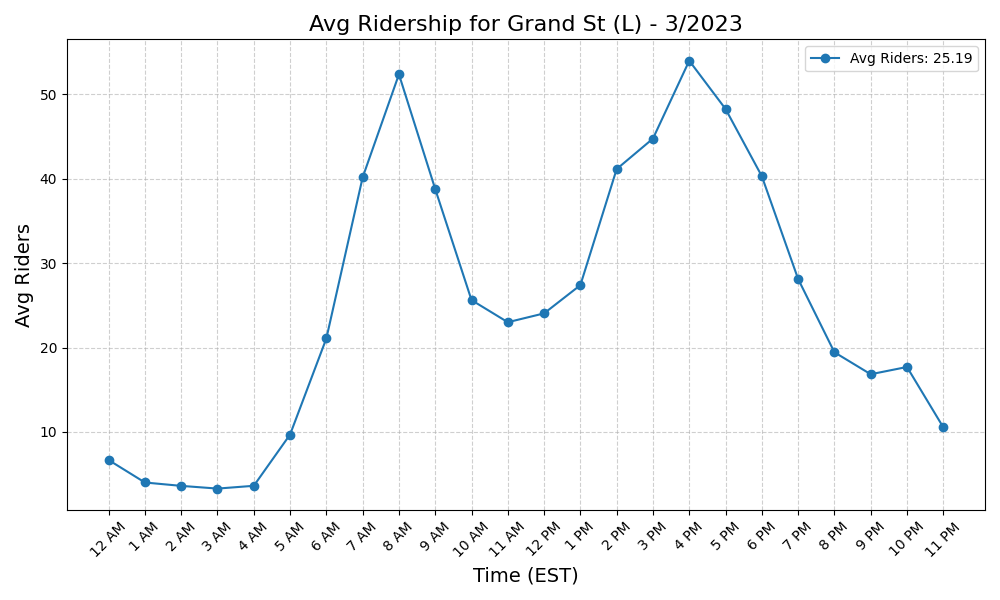 Avg Ridership for Grand St (L) - 3/2023
Avg Riders: 25.19
Avg Riders
50
40
30
20
10
12 AM
1 AM
2 AM
3 AM
4 AM
5 AM
6 AM
7 AM
8 AM
9 AM
10 AM
11 AM
12 PM
1 PM
2 PM
3 PM
4 PM
5 PM
6 PM
7 PM
8 PM
9 PM
10 PM
11 PM
Time (EST)